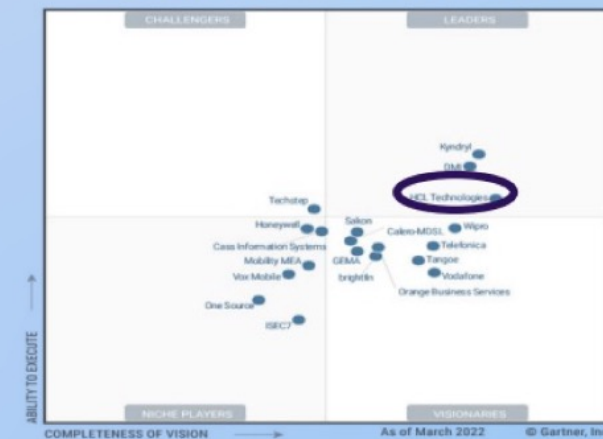 CHALLENGERS
LEADERS
Kyndryl
DMI
HCL Technologies
Techstep
Honeywell
Sakon
Calero-MDSL
Wipro
Cass Information Systems
Telefonica
Mobility MEA
GEMA
Tangoe
Vox Mobile
brightfin
Vodafone
Orange Business Services
One Source
ISEC7
ABILITY TO EXECUTE
NICHE PLAYERS
VISIONARIES
COMPLETENESS OF VISION
As of March 2022
© Gartner, Inc